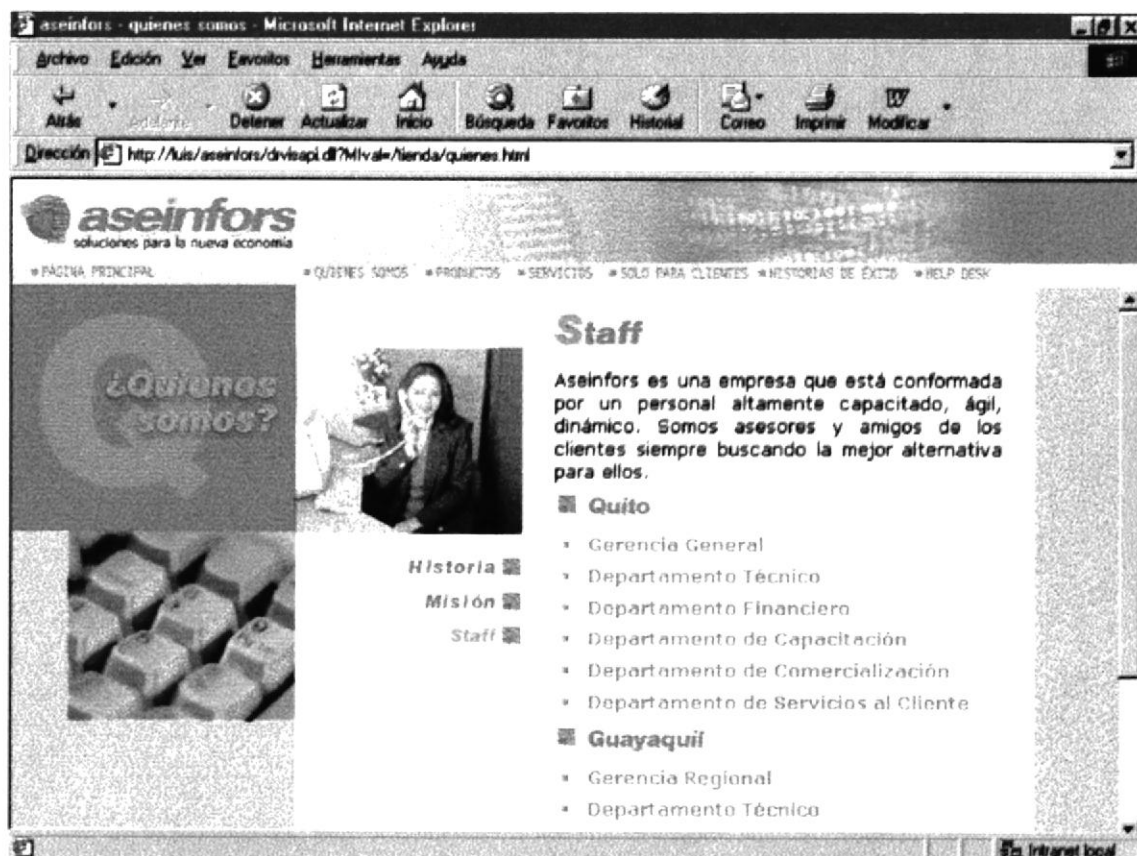 aseinfors - quienes somos - Microsoft Internet Explorer
Archivo Edición Ver Favoritos Herramientas Ayuda
Atrás Adelante Detener Actualizar Inicio Búsqueda Favoritos Historial Correo Imprimir Modificar
Dirección http://luis/aseinfors/drvisapi.dll?MIval=/tienda/quienes.html
aseinfors
soluciones para la nueva economía
PÁGINA PRINCIPAL QUIENES SOMOS PRODUCTOS SERVICIOS SOLO PARA CLIENTES HISTORIAS DE ÉXITO HELP DESK
¿Quienes
somos?
Historia
Misión
Staff
Staff
Aseinfors es una empresa que está conformada
por un personal altamente capacitado, ágil,
dinámico. Somos asesores y amigos de los
clientes siempre buscando la mejor alternativa
para ellos.
Quito
Gerencia General
Departamento Técnico
Departamento Financiero
Departamento de Capacitación
Departamento de Comercialización
Departamento de Servicios al Cliente
Guayaquil
Gerencia Regional
Departamento Técnico
Intranet local